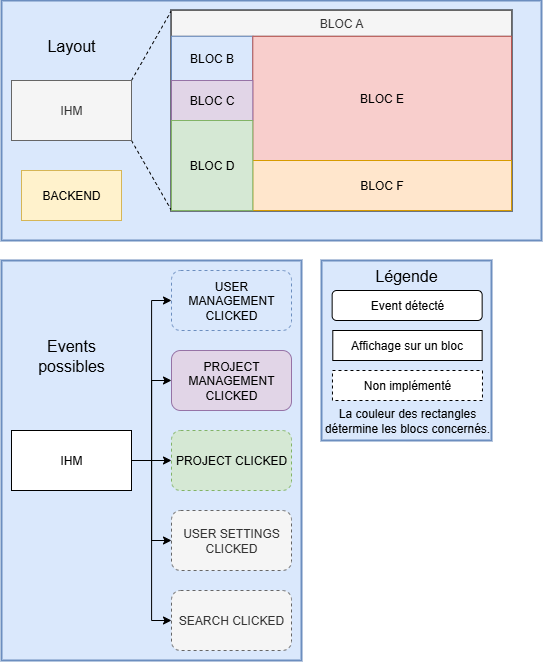 Layout
IHM
BACKEND
BLOC A
BLOC B
BLOC C
BLOC D
BLOC E
BLOC F
Events
possibles
IHM
USER
MANAGEMENT
CLICKED
PROJECT
MANAGEMENT
CLICKED
PROJECT CLICKED
USER SETTINGS
CLICKED
SEARCH CLICKED
Légende
Event détecté
Affichage sur un bloc
Non implémenté
La couleur des rectangles
détermine les blocs concernés.